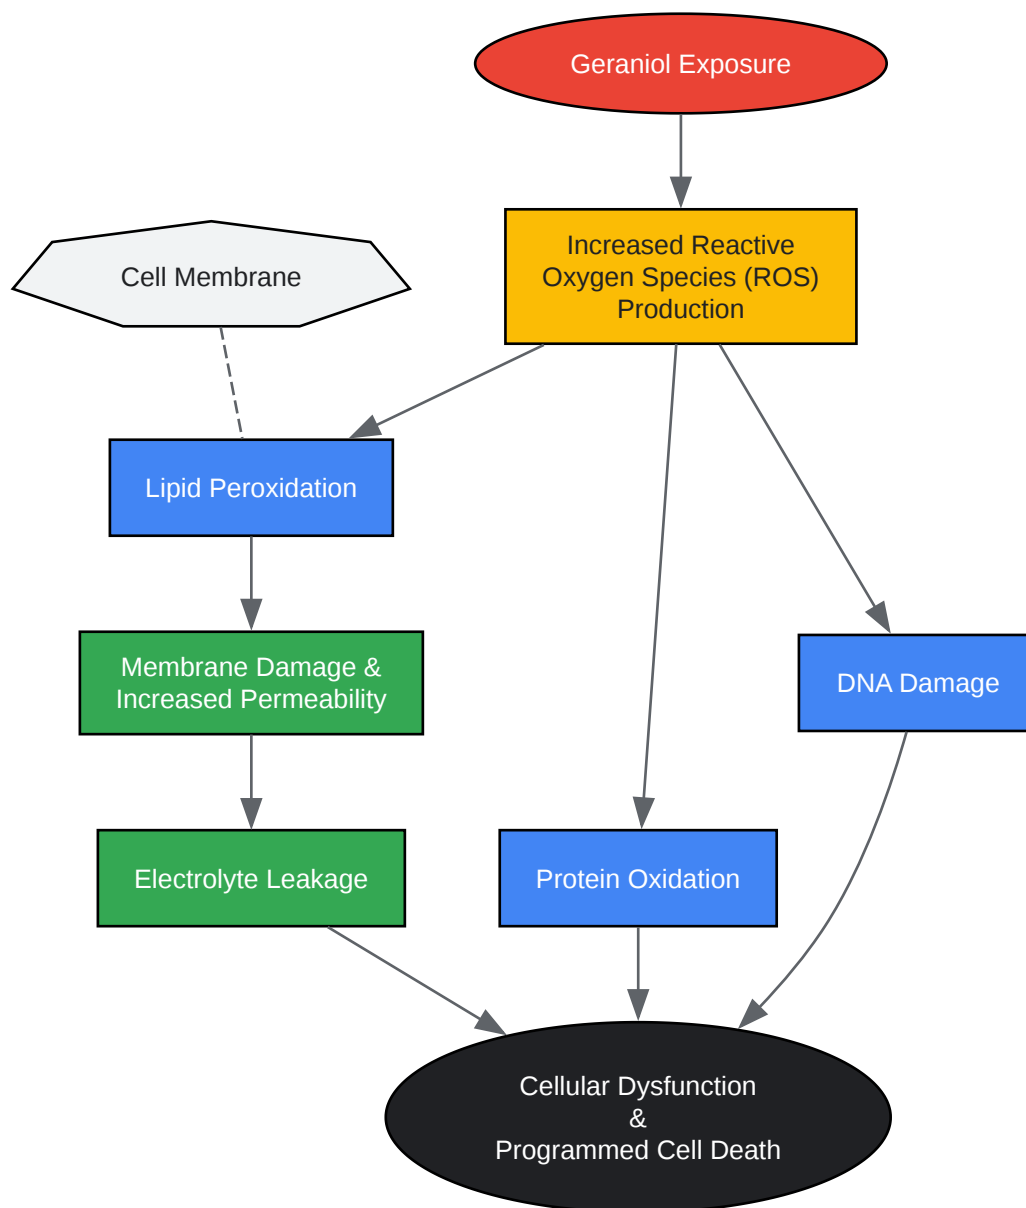 Geraniol Exposure
Increased Reactive
Oxygen Species (ROS)
Production
Cell Membrane
Lipid Peroxidation
Membrane Damage &
Increased Permeability
DNA Damage
Electrolyte Leakage
Protein Oxidation
Cellular Dysfunction
&
Programmed Cell Death